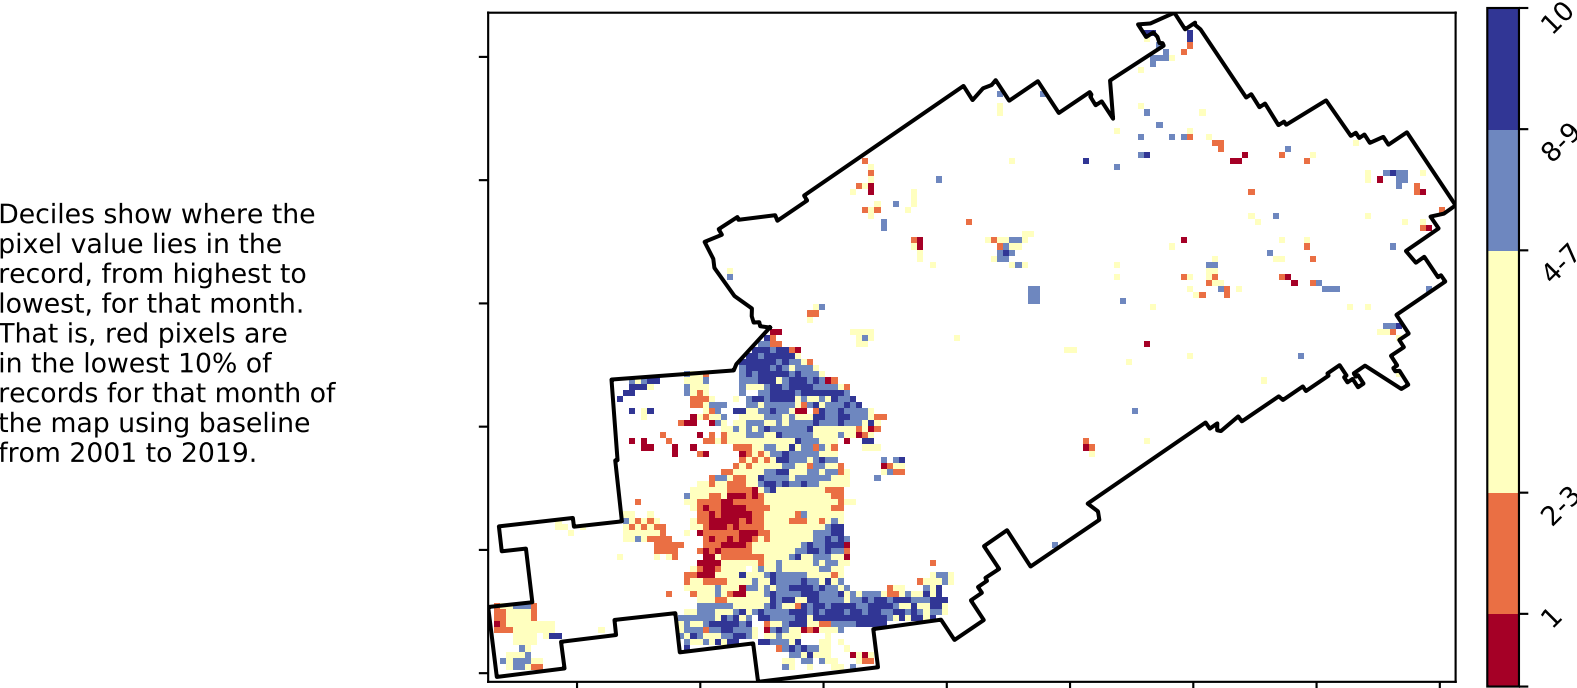 Deciles show where the
pixel value lies in the
record, from highest to
lowest, for that month.
That is, red pixels are
in the lowest 10% of
records for that month of
the map using baseline
from 2001 to 2019.
10
8-9
4-7
2-3
1